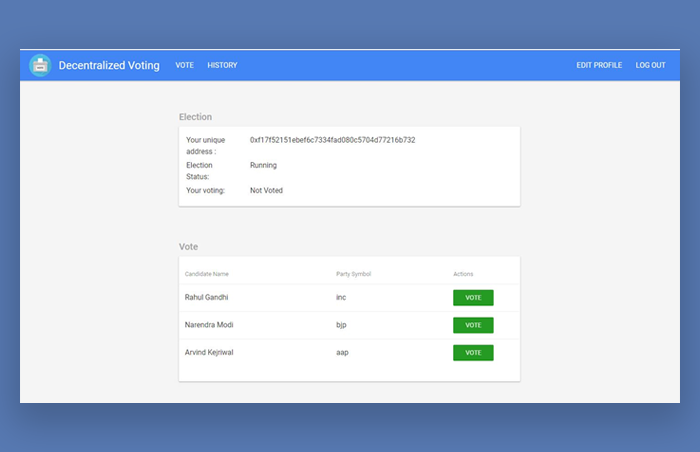 Decentralized Voting VOTE HISTORY EDIT PROFILE LOG OUT
Election
Your unique address : 0xf17f52151ebef6c7334fad080c5704d77216b732
Election Status: Running
Your voting: Not Voted
Vote
Candidate Name Party Symbol Actions
Rahul Gandhi inc VOTE
Narendra Modi bjp VOTE
Arvind Kejriwal aap VOTE